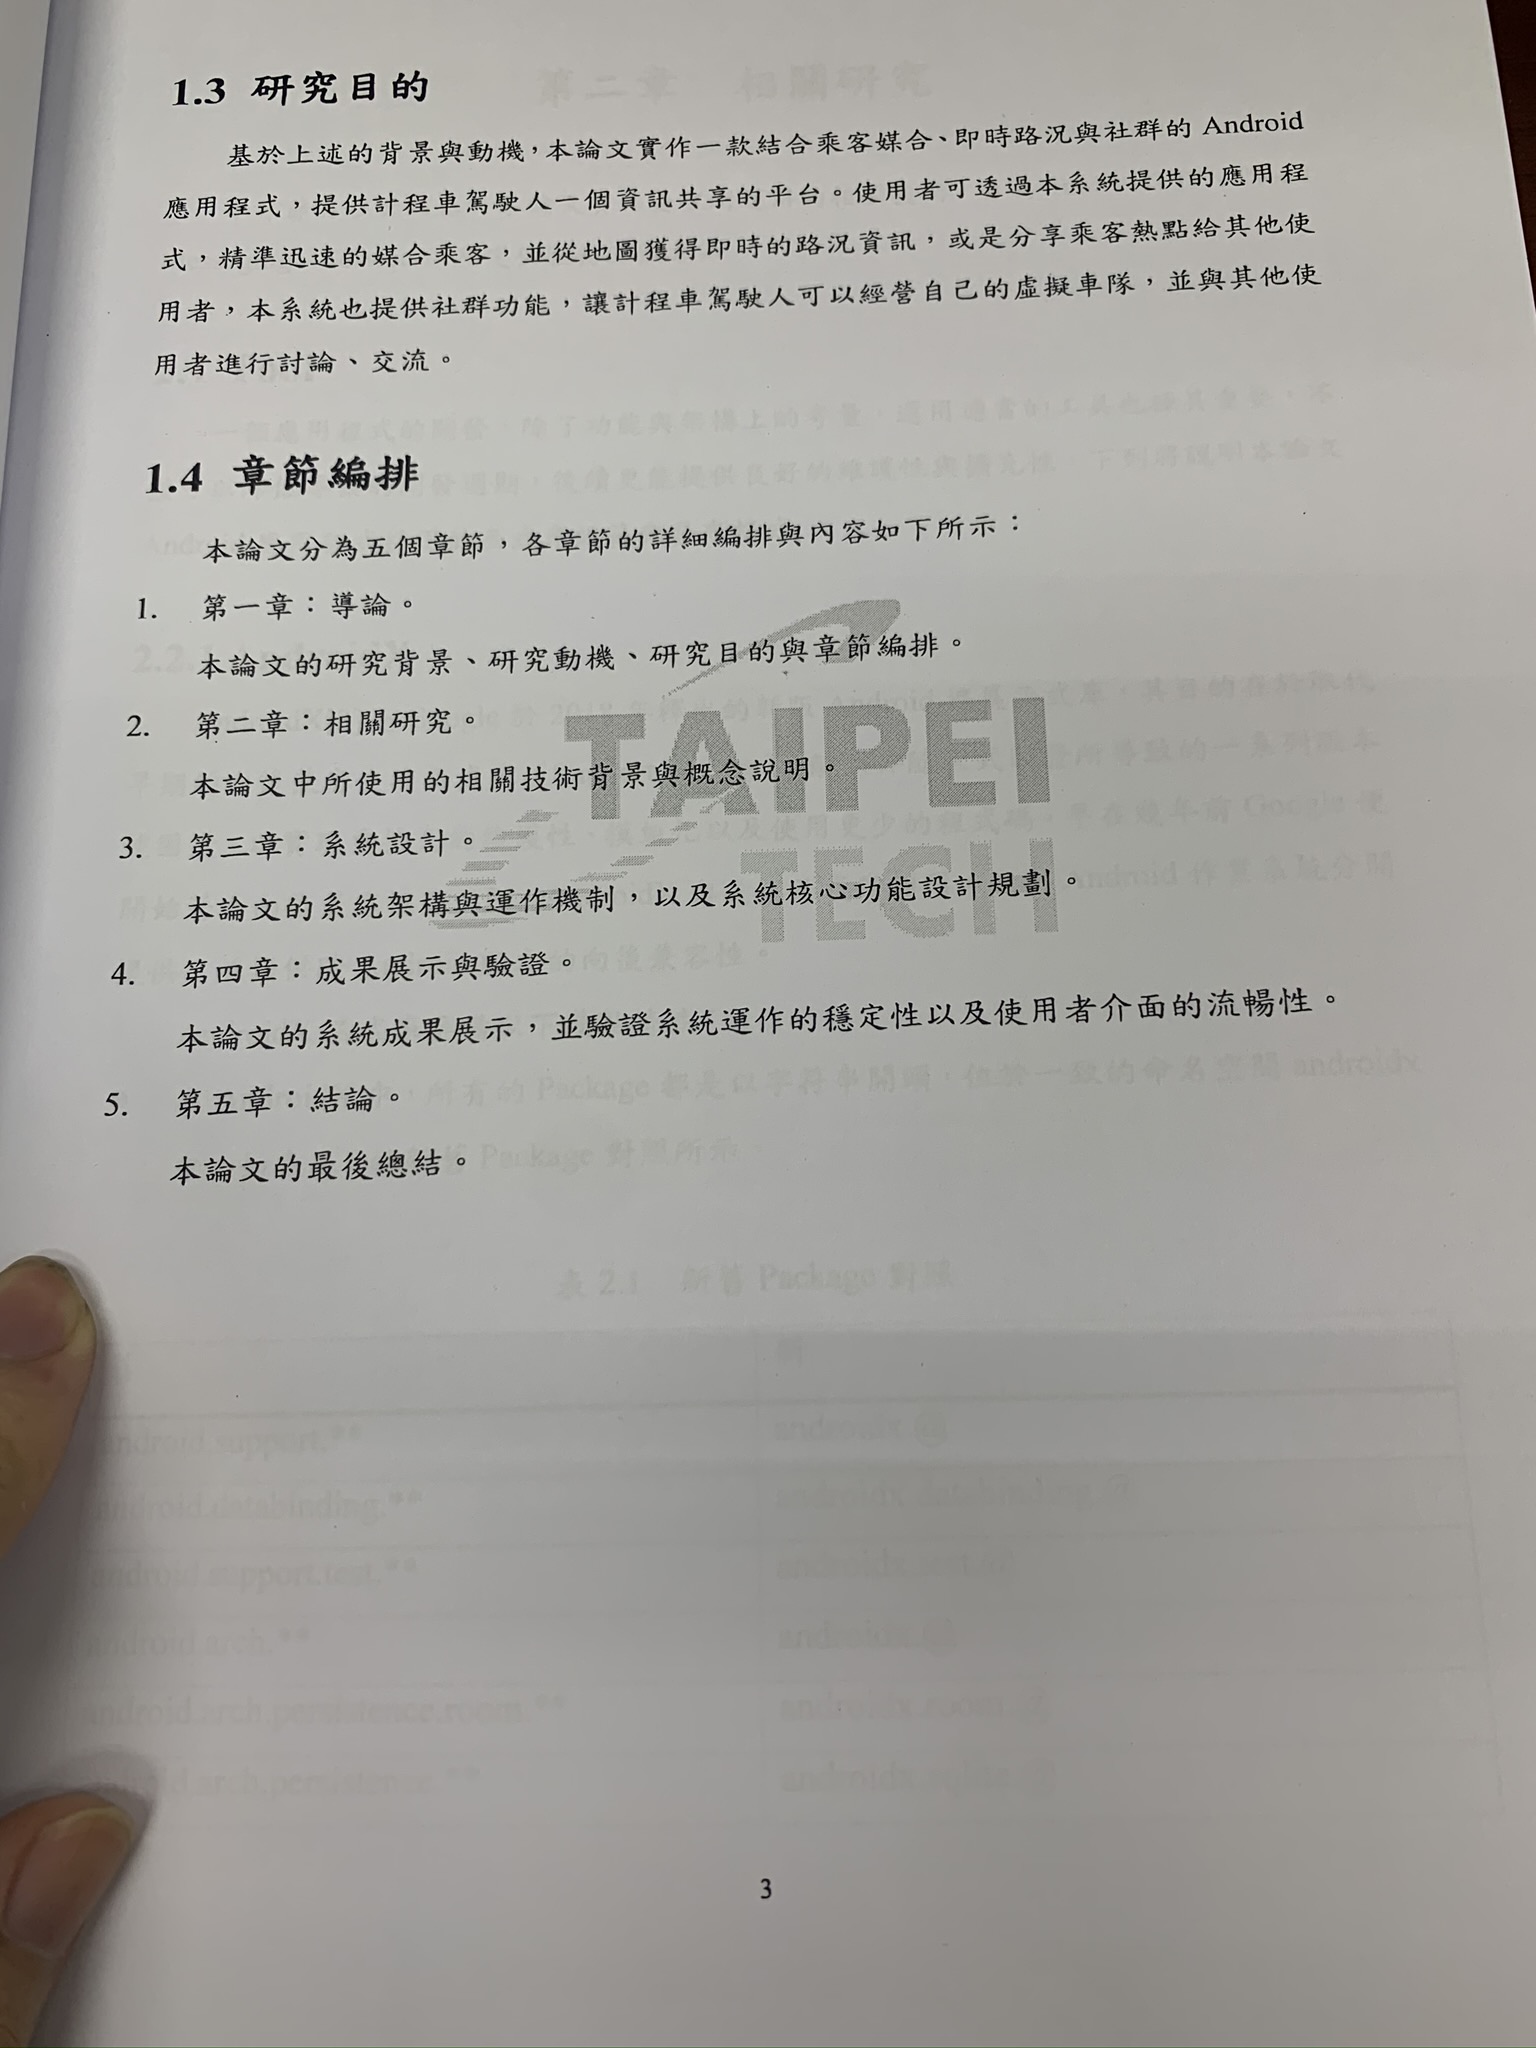 1.3 研究目的
基於上述的背景與動機，本論文實作一款結合乘客媒合、即時路況與社群的 Android
應用程式，提供計程車駕駛人一個資訊共享的平台。使用者可透過本系統提供的應用程
式，精準迅速的媒合乘客，並從地圖獲得即時的路況資訊，或是分享乘客熱點給其他使
用者，本系統也提供社群功能，讓計程車駕駛人可以經營自己的虛擬車隊，並與其他使
用者進行討論、交流。
1.4 章節編排
本論文分為五個章節，各章節的詳細編排與內容如下所示：
1. 第一章：導論。
本論文的研究背景、研究動機、研究目的與章節編排。
2. 第二章：相關研究。
本論文中所使用的相關技術背景與概念說明。
3. 第三章：系統設計。
本論文的系統架構與運作機制，以及系統核心功能設計規劃。
4. 第四章：成果展示與驗證。
本論文的系統成果展示，並驗證系統運作的穩定性以及使用者介面的流暢性。
5. 第五章：結論。
本論文的最後總結。
TAIPEI
TECH
3